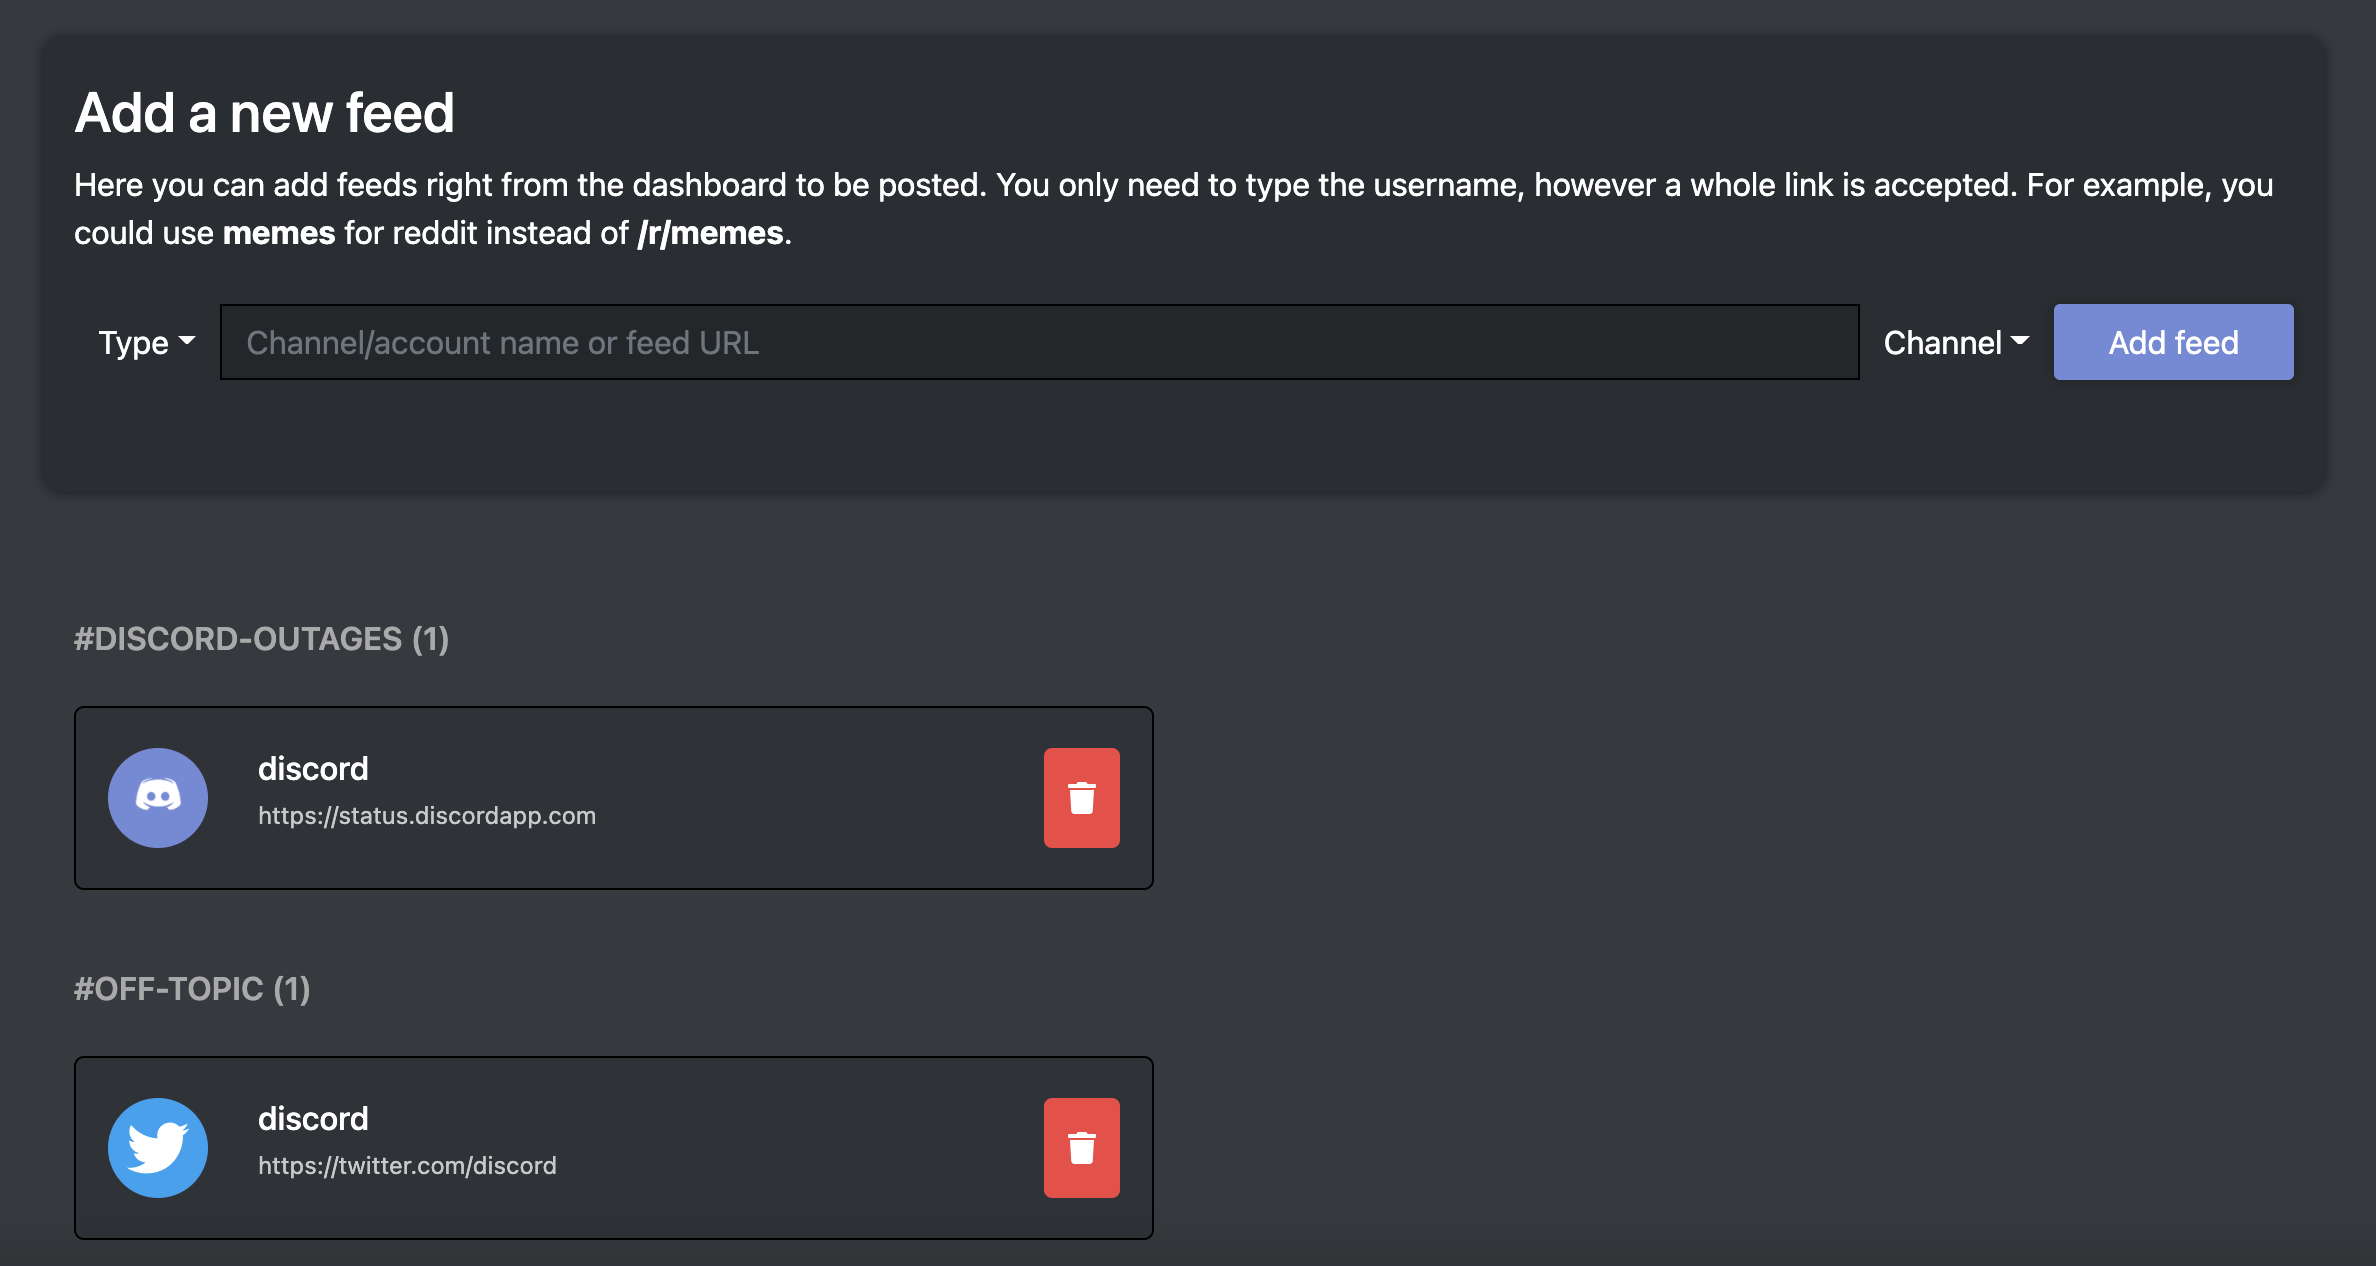 Add a new feed
Here you can add feeds right from the dashboard to be posted. You only need to type the username, however a whole link is accepted. For example, you
could use memes for reddit instead of /r/memes.
Type Channel/account name or feed URL Channel Add feed
#DISCORD-OUTAGES (1)
discord
https://status.discordapp.com
#OFF-TOPIC (1)
discord
https://twitter.com/discord